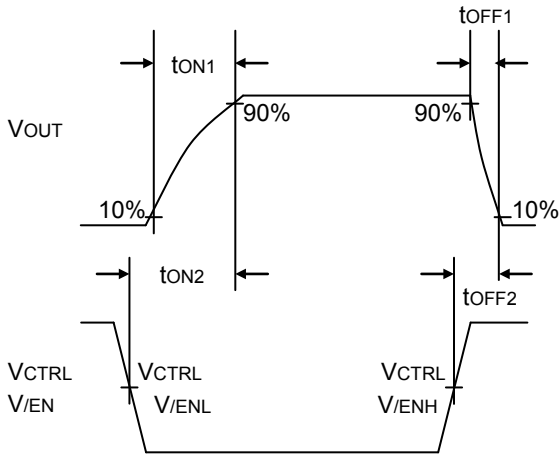 tOFF1
tON1
VOUT
90% 90%
10% 10%
tON2
tOFF2
VCTRL VCTRL VCTRL
V/EN V/ENL V/ENH